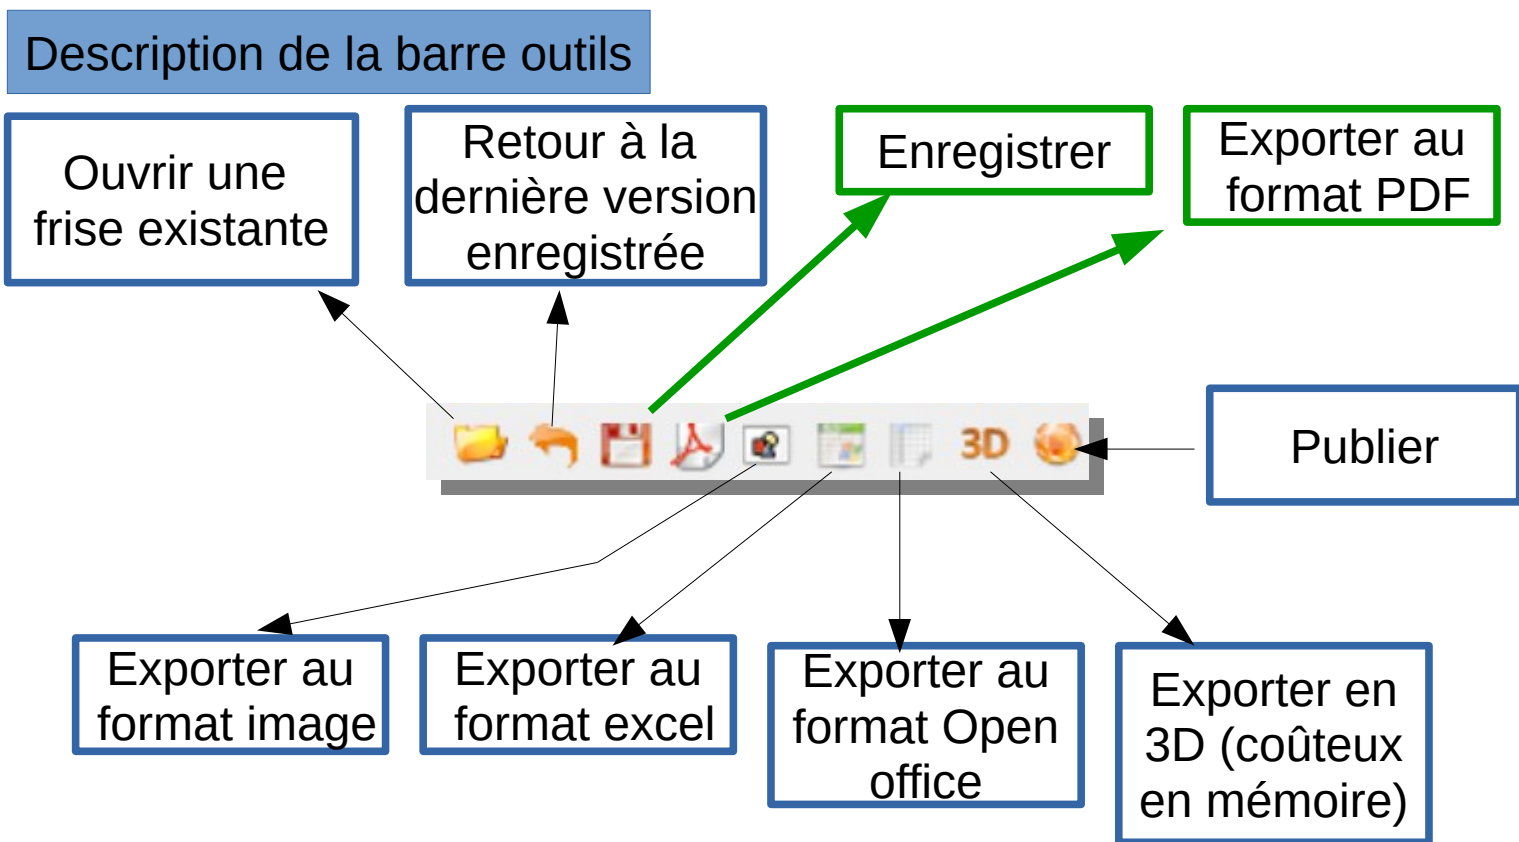 Description de la barre outils
Ouvrir une
frise existante
Retour à la
dernière version
enregistrée
Enregistrer
Exporter au
format PDF
3D
Publier
Exporter au
format image
Exporter au
format excel
Exporter au
format Open
office
Exporter en
3D (coûteux
en mémoire)